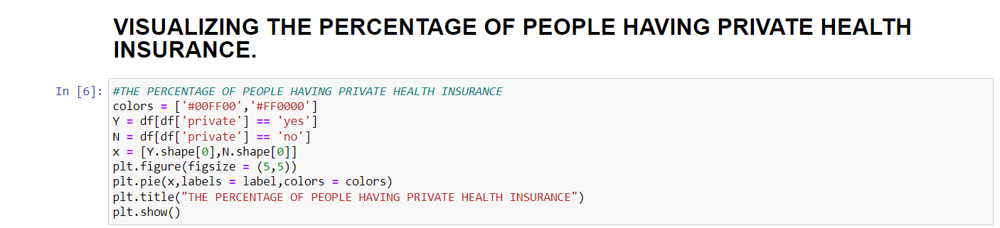 VISUALIZING THE PERCENTAGE OF PEOPLE HAVING PRIVATE HEALTH
INSURANCE.
In [6]: #THE PERCENTAGE OF PEOPLE HAVING PRIVATE HEALTH INSURANCE
colors = ['#00FF00','#FF0000']
Y = df[df['private'] == 'yes']
N = df[df['private'] == 'no']
x = [Y.shape[0],N.shape[0]]
plt.figure(figsize = (5,5))
plt.pie(x,labels = label,colors = colors)
plt.title("THE PERCENTAGE OF PEOPLE HAVING PRIVATE HEALTH INSURANCE")
plt.show()